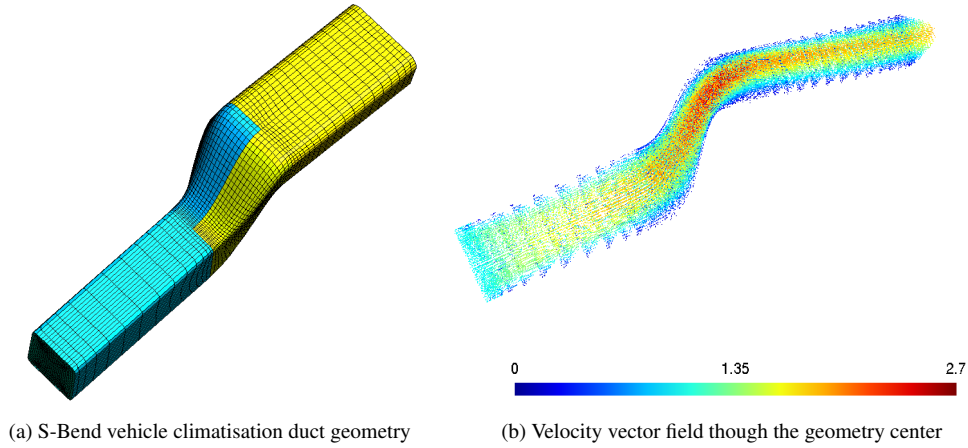 0 1.35 2.7
(a) S-Bend vehicle climatisation duct geometry
(b) Velocity vector field though the geometry center